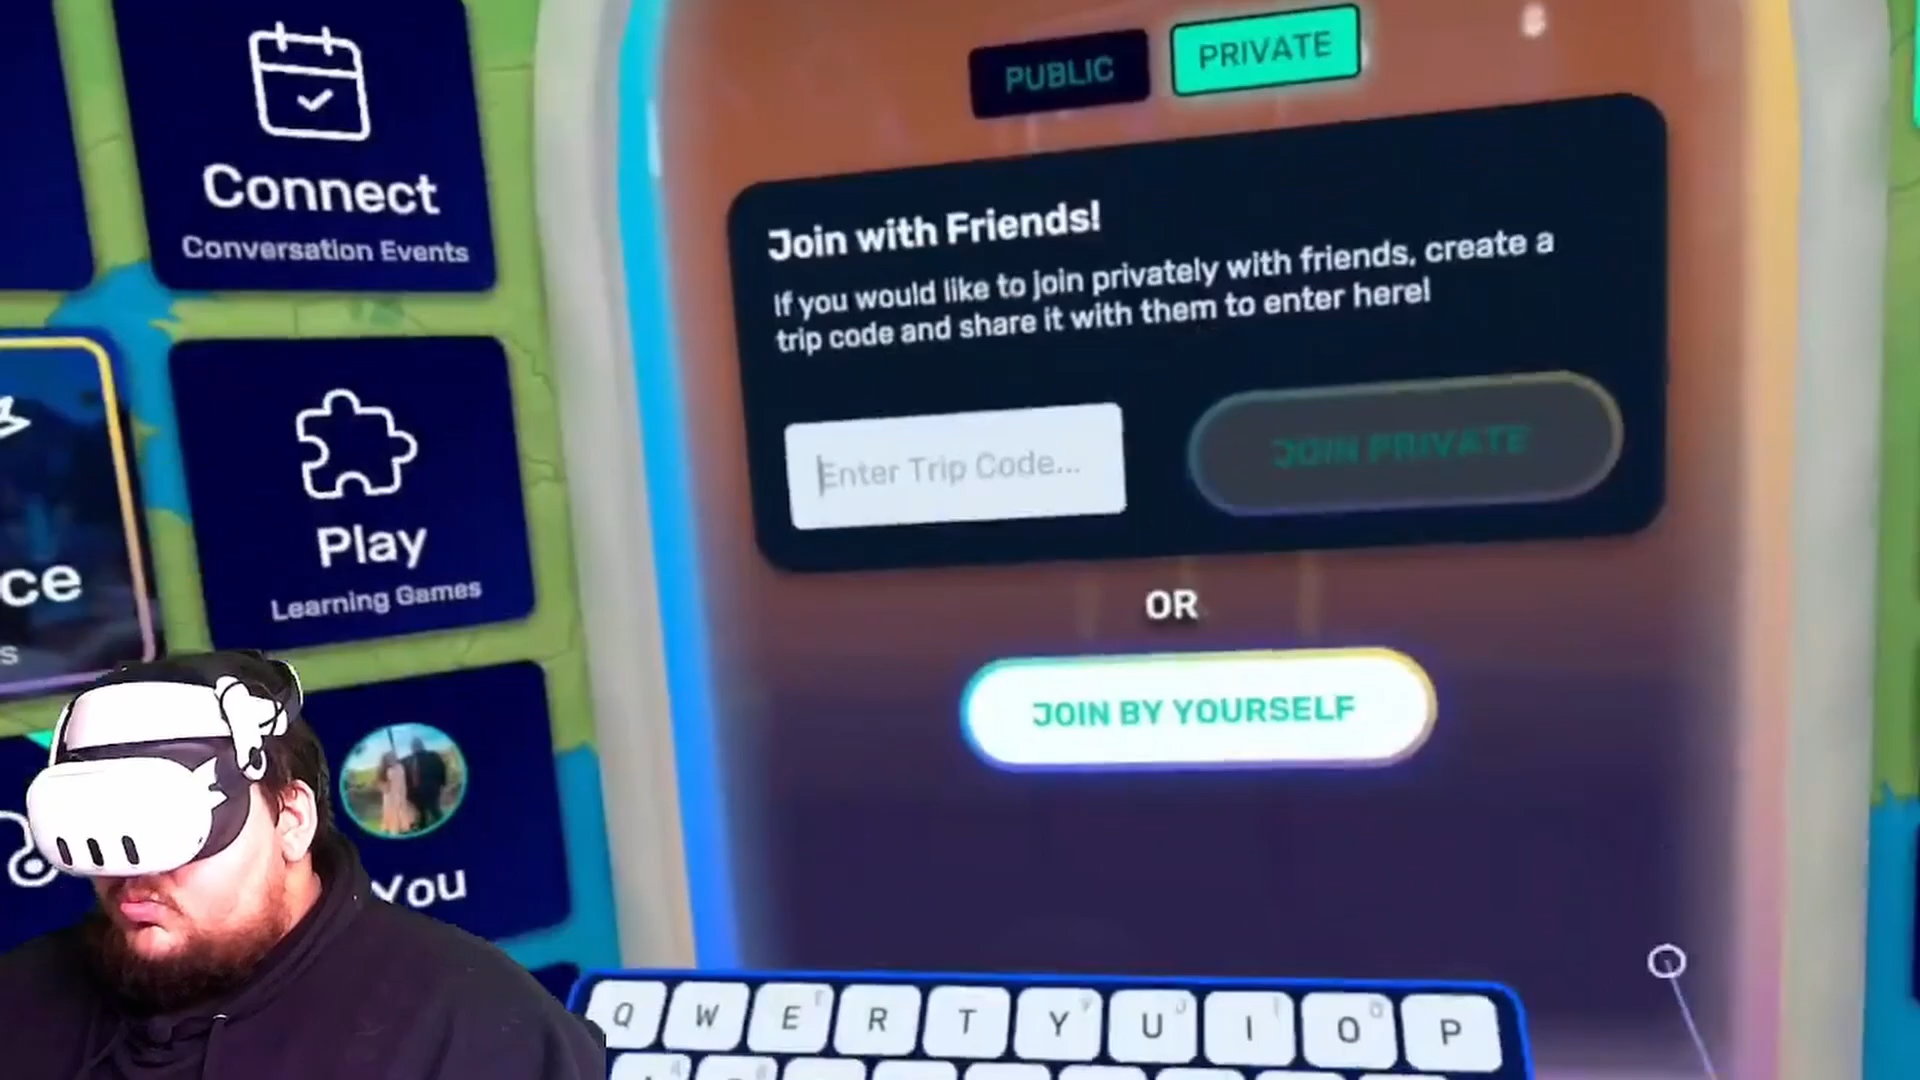 Connect
Conversation Events
Play
Learning Games
ce
s
You
PUBLIC
PRIVATE
Join with Friends!
If you would like to join privately with friends, create a
trip code and share it with them to enter here!
Enter Trip Code...
JOIN PRIVATE
OR
JOIN BY YOURSELF
Q W E R T Y U I O P